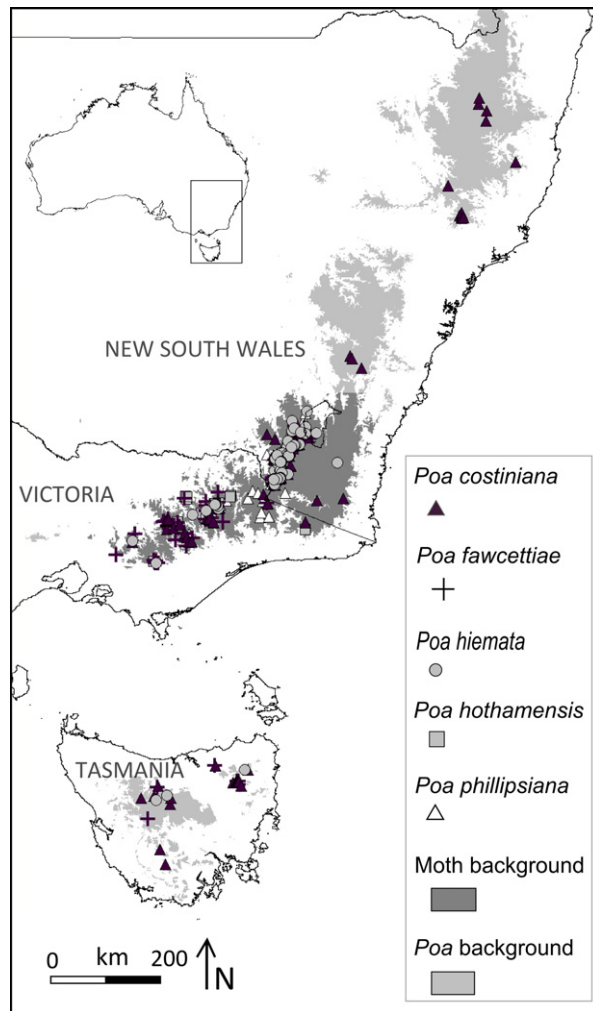 NEW SOUTH WALES
VICTORIA
TASMANIA
Poa costiniana
Poa fawcettiae
Poa hiemata
Poa hothamensis
Poa phillipsiana
Moth background
Poa background
0 km 200
N